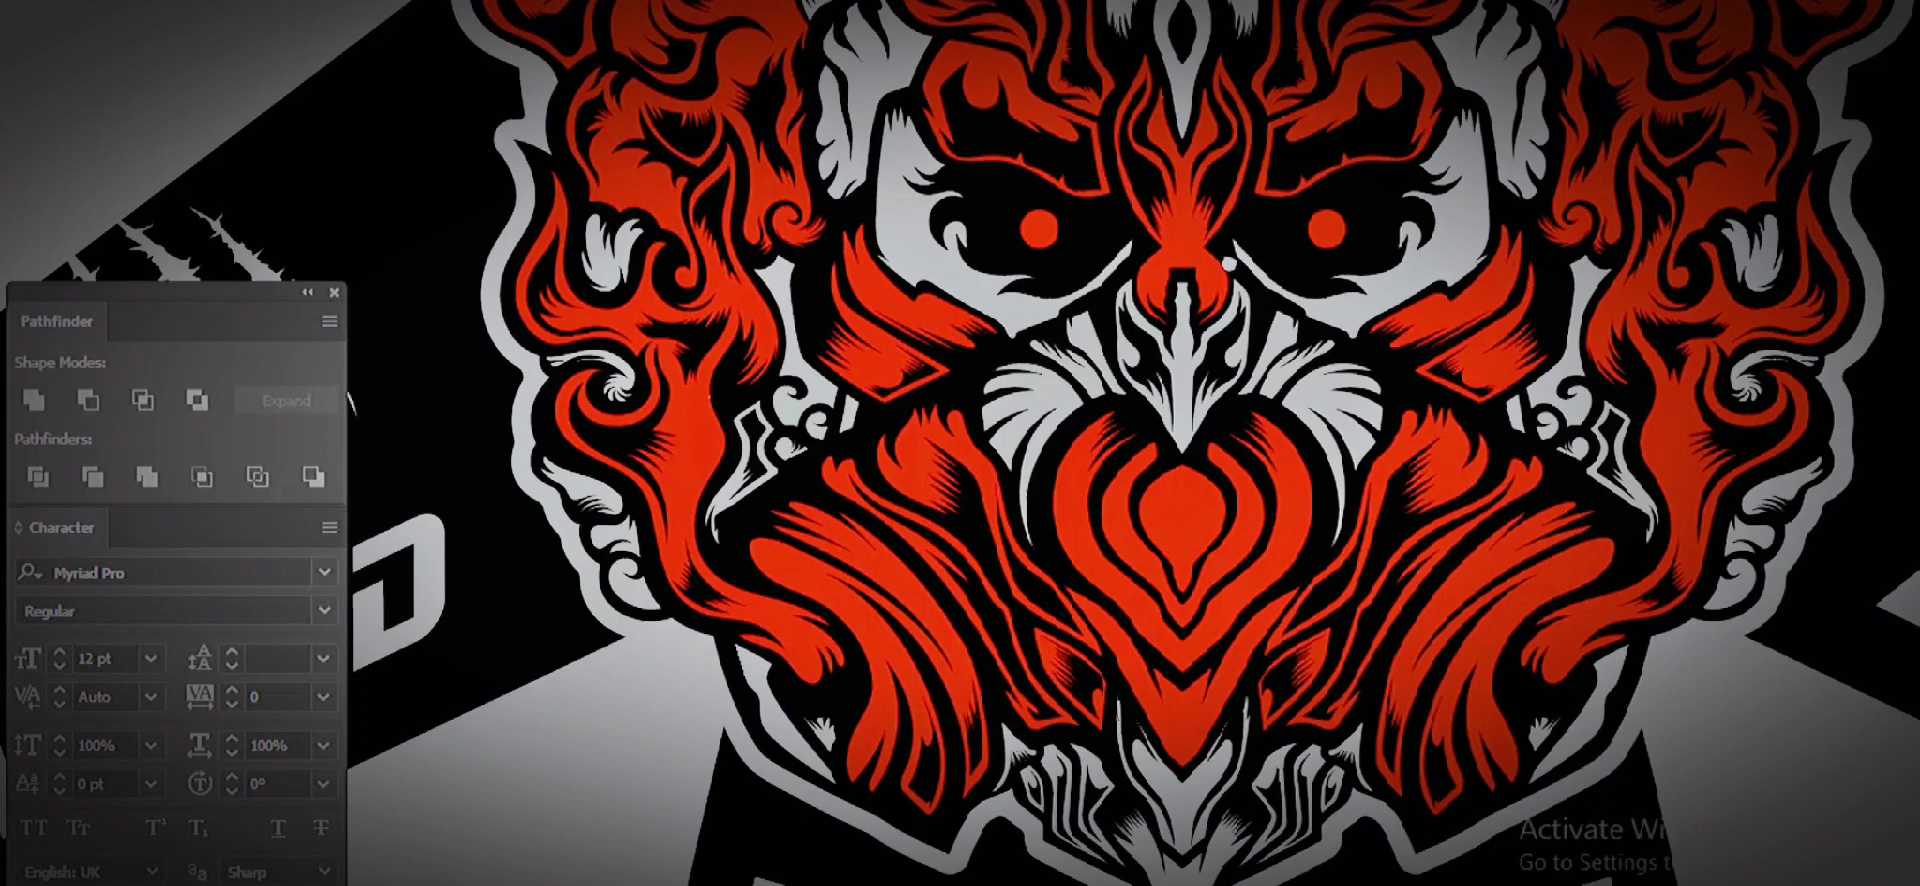 Pathfinder
Shape Modes:
Expand
Pathfinders:
Character
Myriad Pro
Regular
12 pt
Auto
0
100%
100%
0 pt
0°
English: UK
Sharp
D
Activate Wi
Go to Settings t